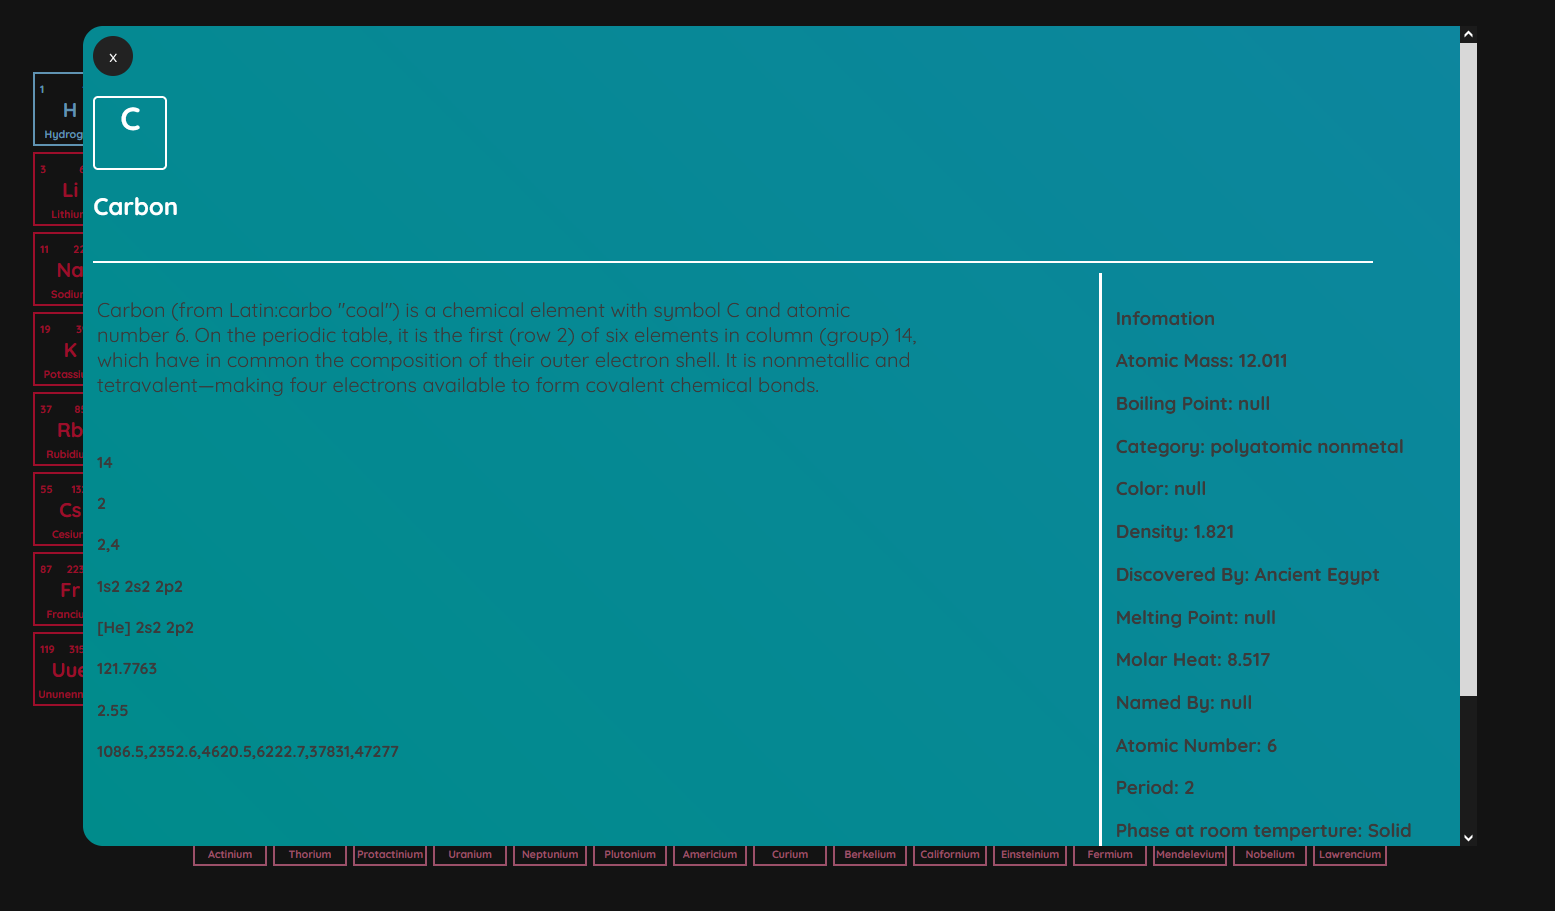 x
C
Carbon
Carbon (from Latin:carbo "coal") is a chemical element with symbol C and atomic
number 6. On the periodic table, it is the first (row 2) of six elements in column (group) 14,
which have in common the composition of their outer electron shell. It is nonmetallic and
tetravalent—making four electrons available to form covalent chemical bonds.
14
2
2,4
1s2 2s2 2p2
[He] 2s2 2p2
121.7763
2.55
1086.5,2352.6,4620.5,6222.7,37831,47277
Infomation
Atomic Mass: 12.011
Boiling Point: null
Category: polyatomic nonmetal
Color: null
Density: 1.821
Discovered By: Ancient Egypt
Melting Point: null
Molar Heat: 8.517
Named By: null
Atomic Number: 6
Period: 2
Phase at room temperture: Solid
1
H
Hydrog
3 6
Li
Lithiu
11 22
Na
Sodiu
19 3
K
Potassiu
37 85
Rb
Rubidiu
55 13
Cs
Cesiu
87 223
Fr
Franciu
119 315
Uue
Ununenn
Actinium Thorium Protactinium Uranium Neptunium Plutonium Americium Curium Berkelium Californium Einsteinium Fermium Mendelevium Nobelium Lawrencium